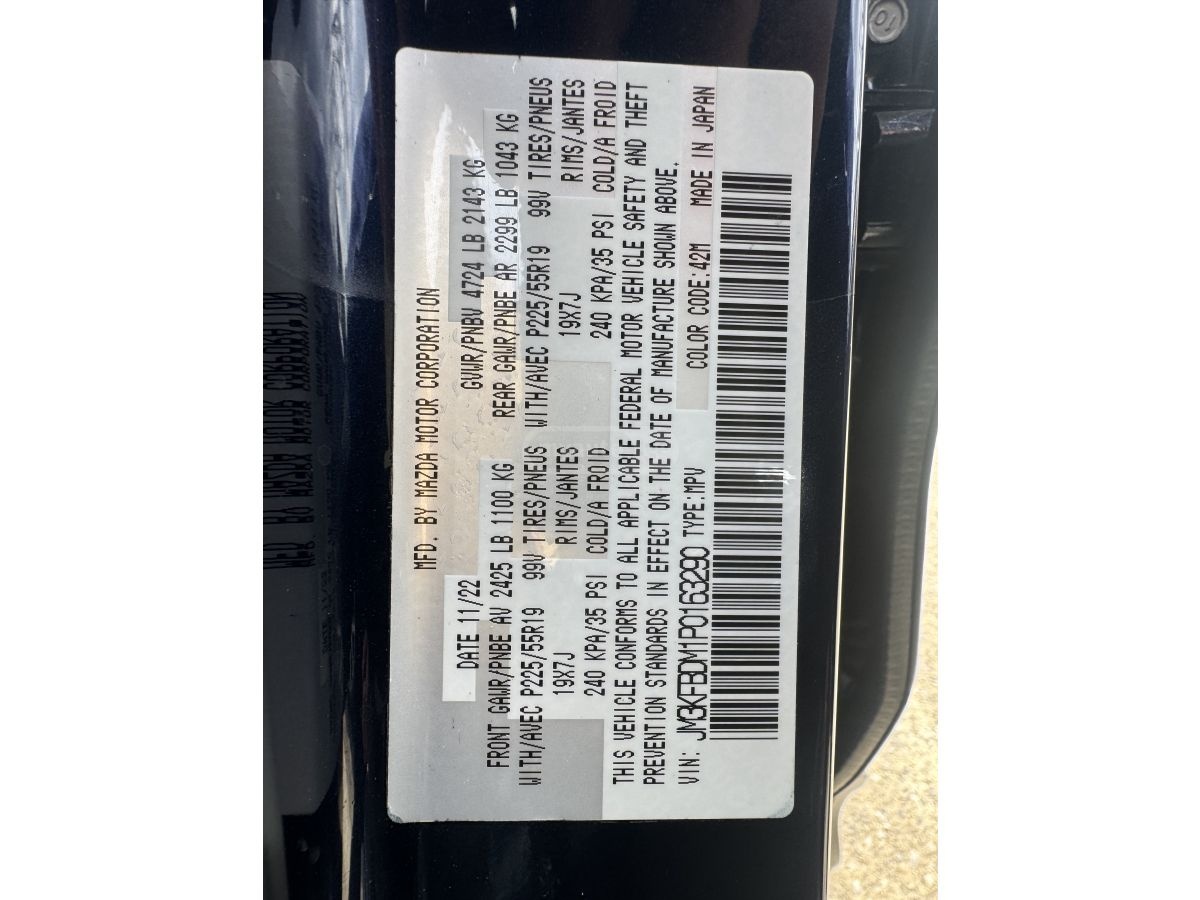 MFD. BY MAZDA MOTOR CORPORATION
DATE 11/22 GVWR/PNBV 4724 LB 2143 KG
FRONT GAWR/PNBE AV 2425 LB 1100 KG REAR GAWR/PNBE AR 2299 LB 1043 KG
WITH/AVEC P225/55R19 99V TIRES/PNEUS WITH/AVEC P225/55R19 99V TIRES/PNEUS
19X7J RIMS/JANTES 19X7J RIMS/JANTES
240 KPA/35 PSI COLD/A FROID 240 KPA/35 PSI COLD/A FROID
THIS VEHICLE CONFORMS TO ALL APPLICABLE FEDERAL MOTOR VEHICLE SAFETY AND THEFT
PREVENTION STANDARDS IN EFFECT ON THE DATE OF MANUFACTURE SHOWN ABOVE.
VIN: JM3KFBDM1P0163290 TYPE:MPV COLOR CODE:42M MADE IN JAPAN
10